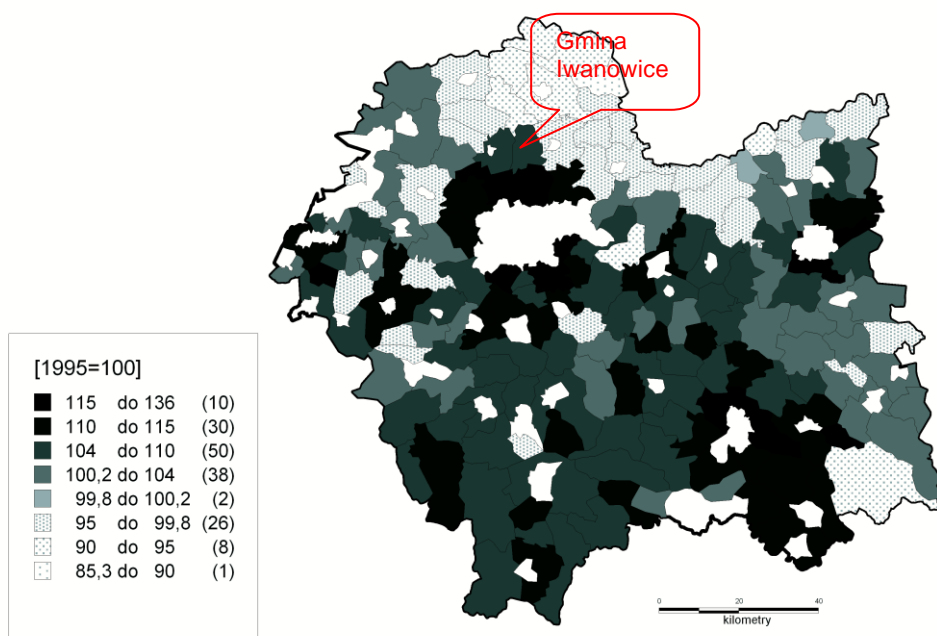 Gmina
Iwanowice
[1995=100]
115 do 136 (10)
110 do 115 (30)
104 do 110 (50)
100,2 do 104 (38)
99,8 do 100,2 (2)
95 do 99,8 (26)
90 do 95 (8)
85,3 do 90 (1)
0 20 40
kilometry